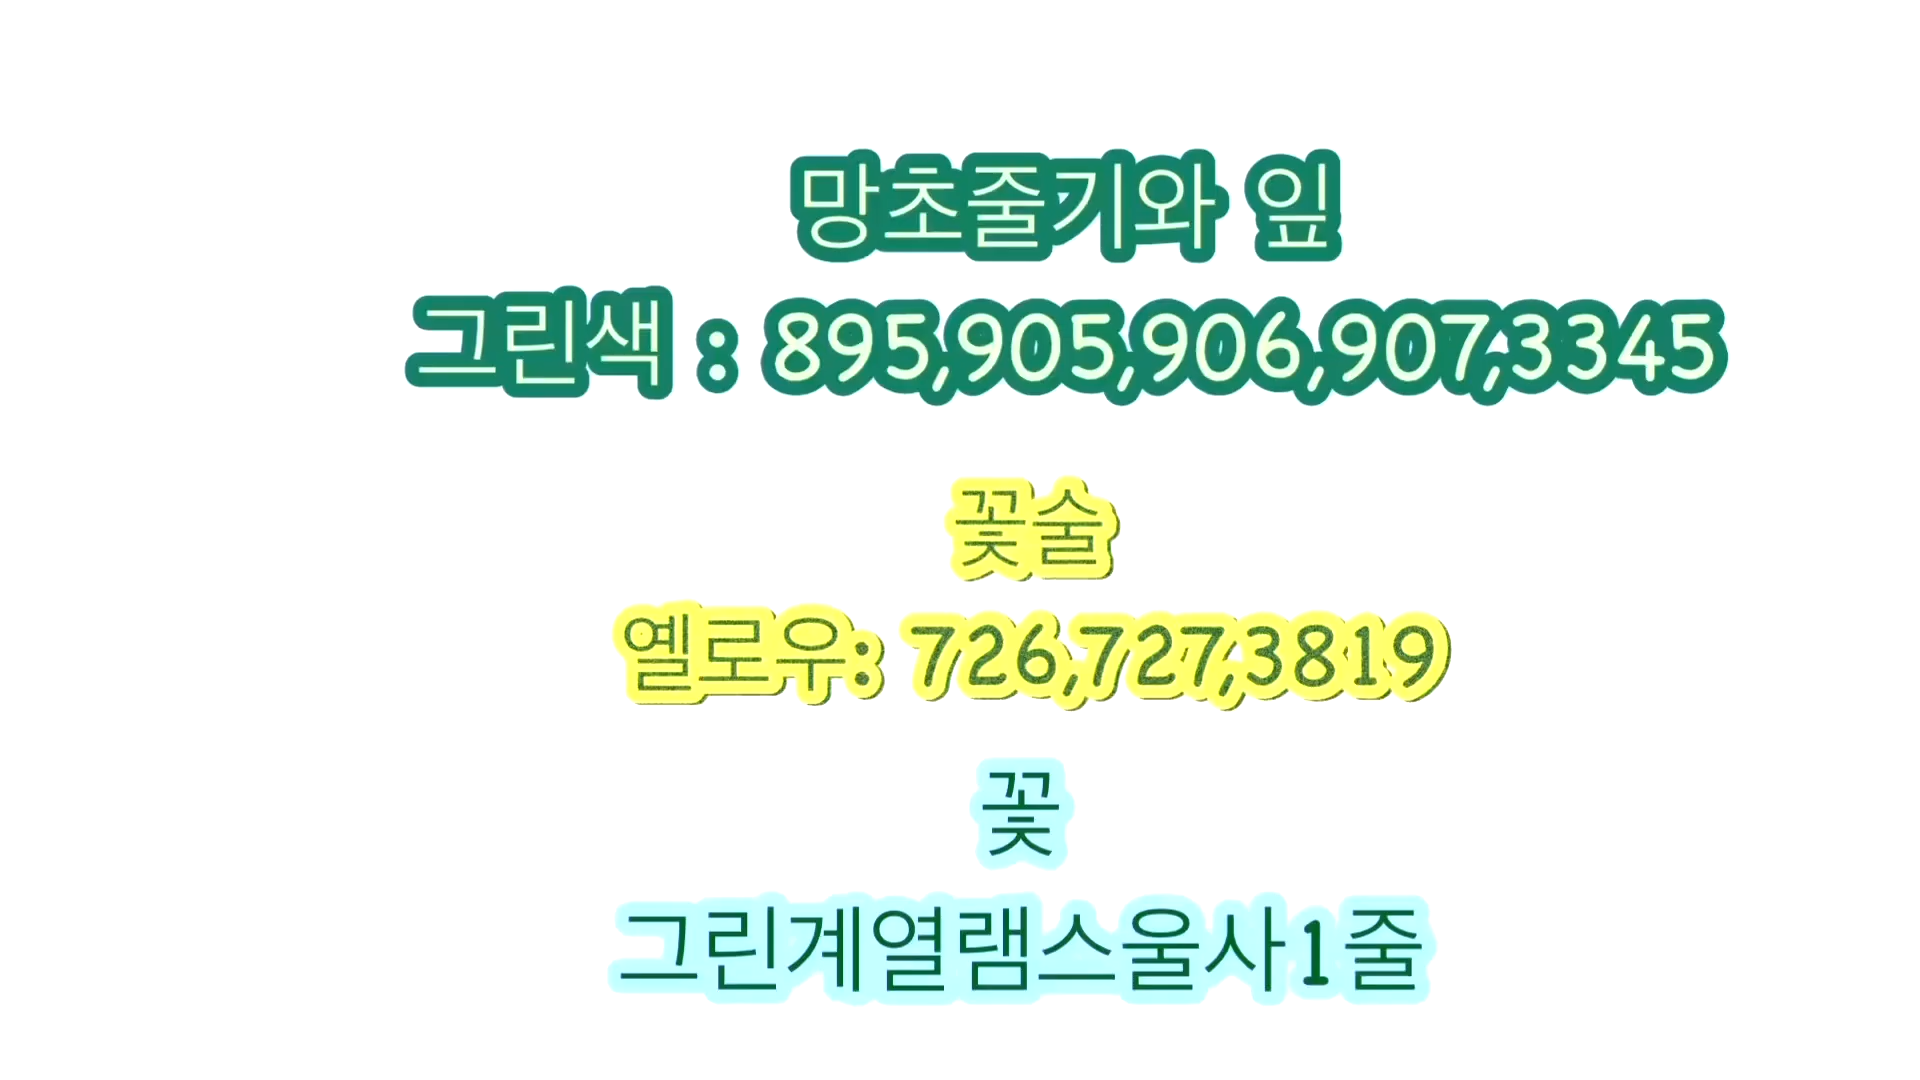 망초줄기와 잎
그린색 : 895,905,906,907,3345
꽃술
옐로우: 726,727,3819
꽃
그린계열램스울사1줄